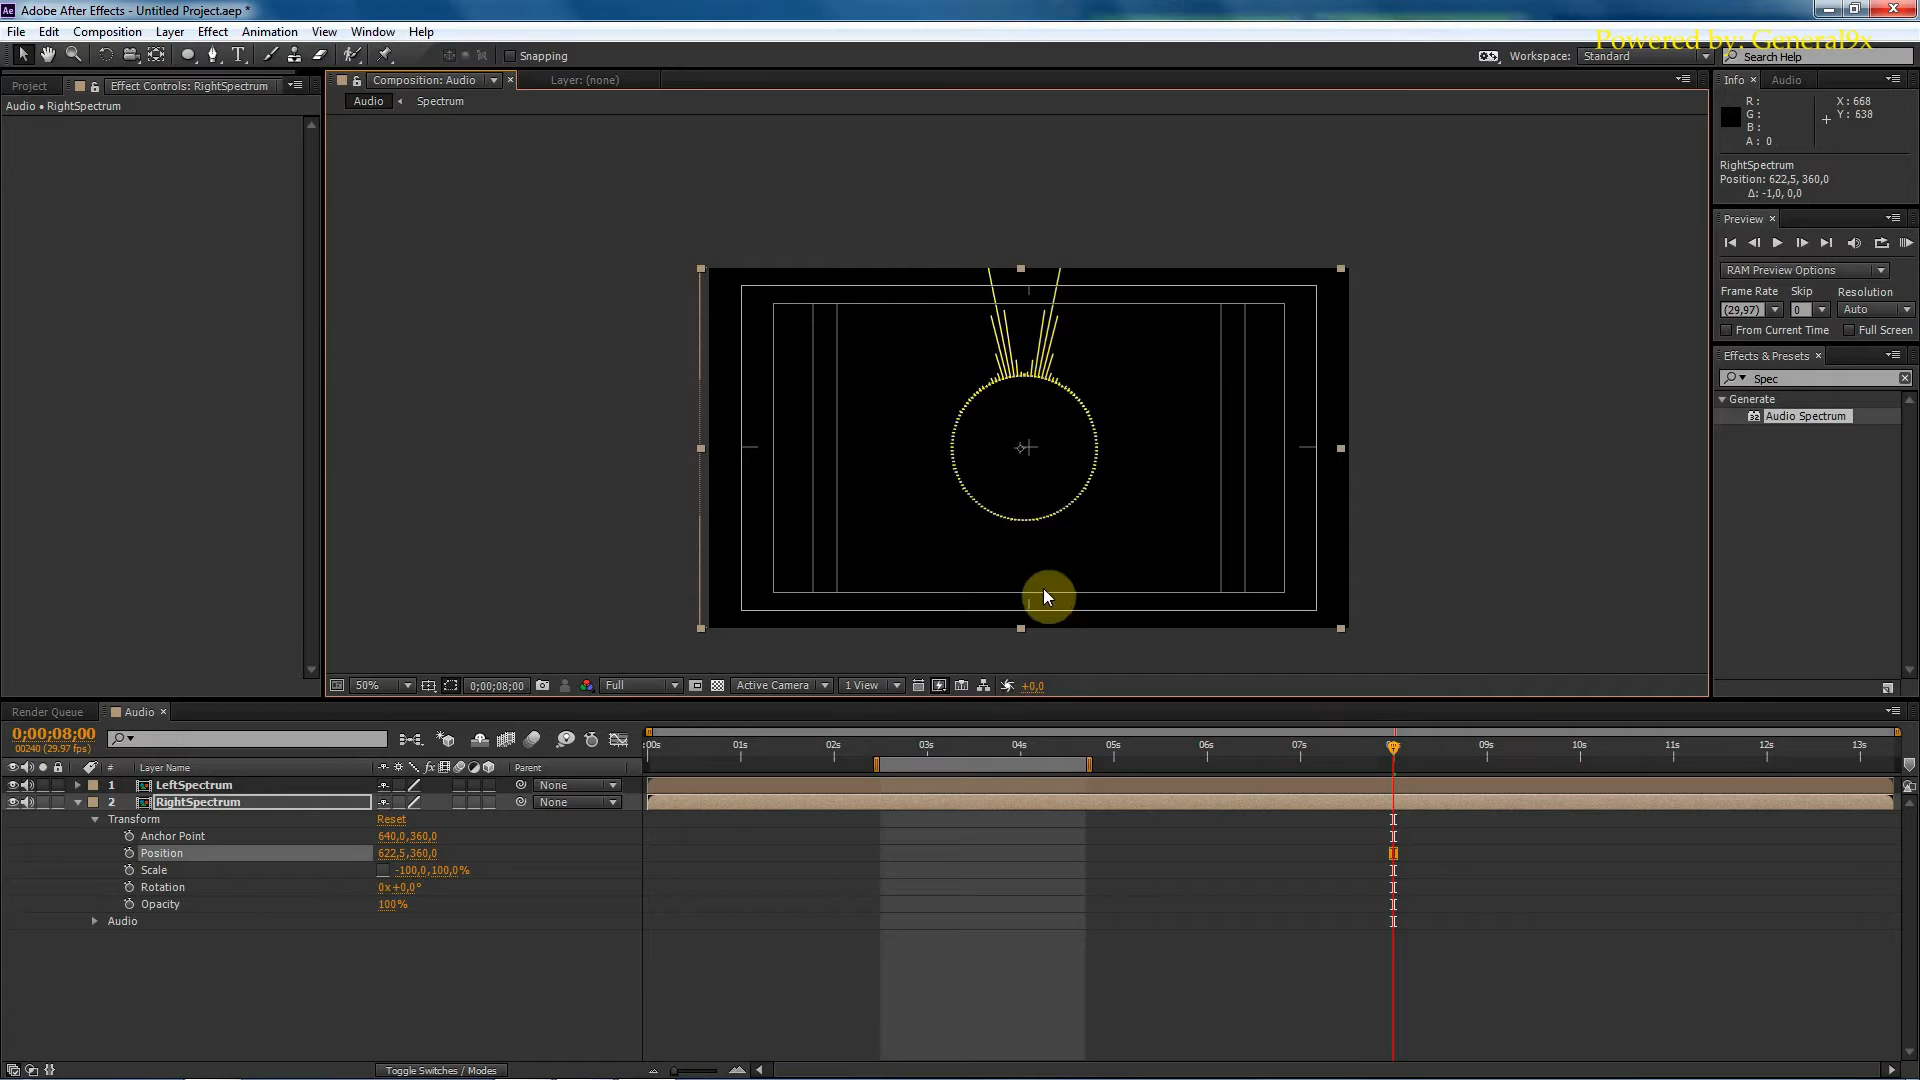 Adobe After Effects - Untitled Project.aep *
Powered by: General9x
File Edit Composition Layer Effect Animation View Window Help
Snapping
Workspace: Standard
Search Help
Project Effect Controls: RightSpectrum
Audio • RightSpectrum
Composition: Audio
Layer: (none)
Audio Spectrum
Info Audio
R:
G:
B:
A: 0
X: 668
Y: 638
RightSpectrum
Position: 622,5, 360,0
Δ: -1,0, 0,0
Preview
RAM Preview Options
Frame Rate Skip Resolution
(29,97) 0 Auto
From Current Time Full Screen
Effects & Presets
Spec
Generate
32 Audio Spectrum
50% 0;00;08;00 Full Active Camera 1 View +0,0
Render Queue Audio
0;00;08;00
00240 (29.97 fps)
:00s 01s 02s 03s 04s 05s 06s 07s 09s 10s 11s 12s 13s
# Layer Name fx Parent
1 LeftSpectrum None
2 RightSpectrum None
Transform Reset
Anchor Point 640,0,360,0
Position 622,5,360,0
Scale -100,0,100,0%
Rotation 0x+0,0°
Opacity 100%
Audio
Toggle Switches / Modes